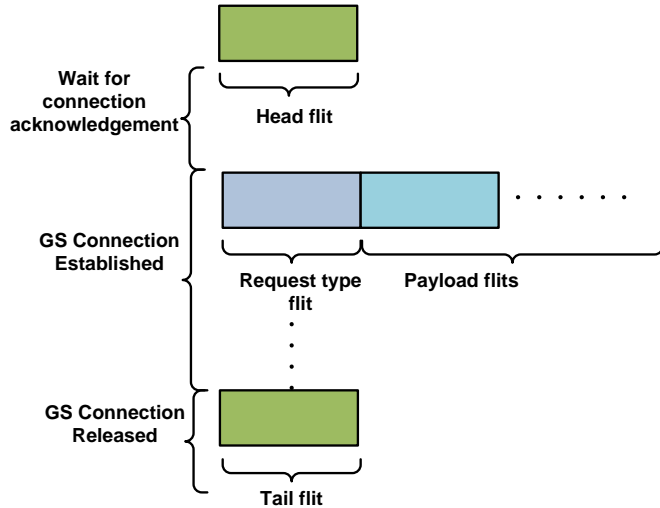 Wait for
connection
acknowledgement
Head flit
GS Connection
Established
Request type
flit
Payload flits
GS Connection
Released
Tail flit